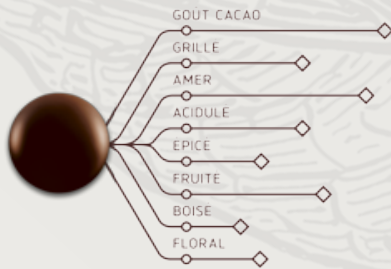 GOUT CACAO
GRILLE
AMER
ACIDULE
EPICE
FRUITE
BOISE
FLORAL